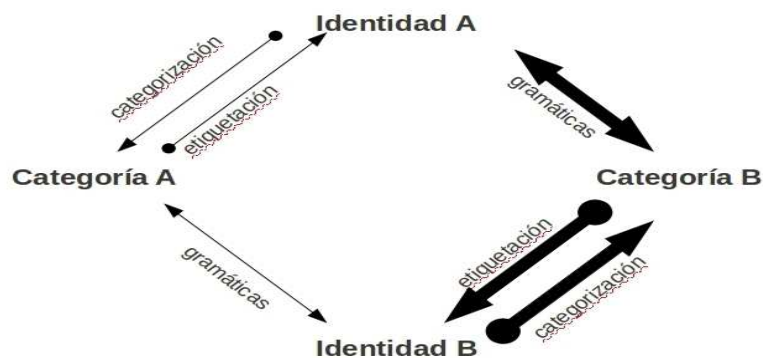 Identidad A
categorización
etiquetación
gramáticas
Categoría A
Categoría B
gramáticas
etiquetación
categorización
Identidad B